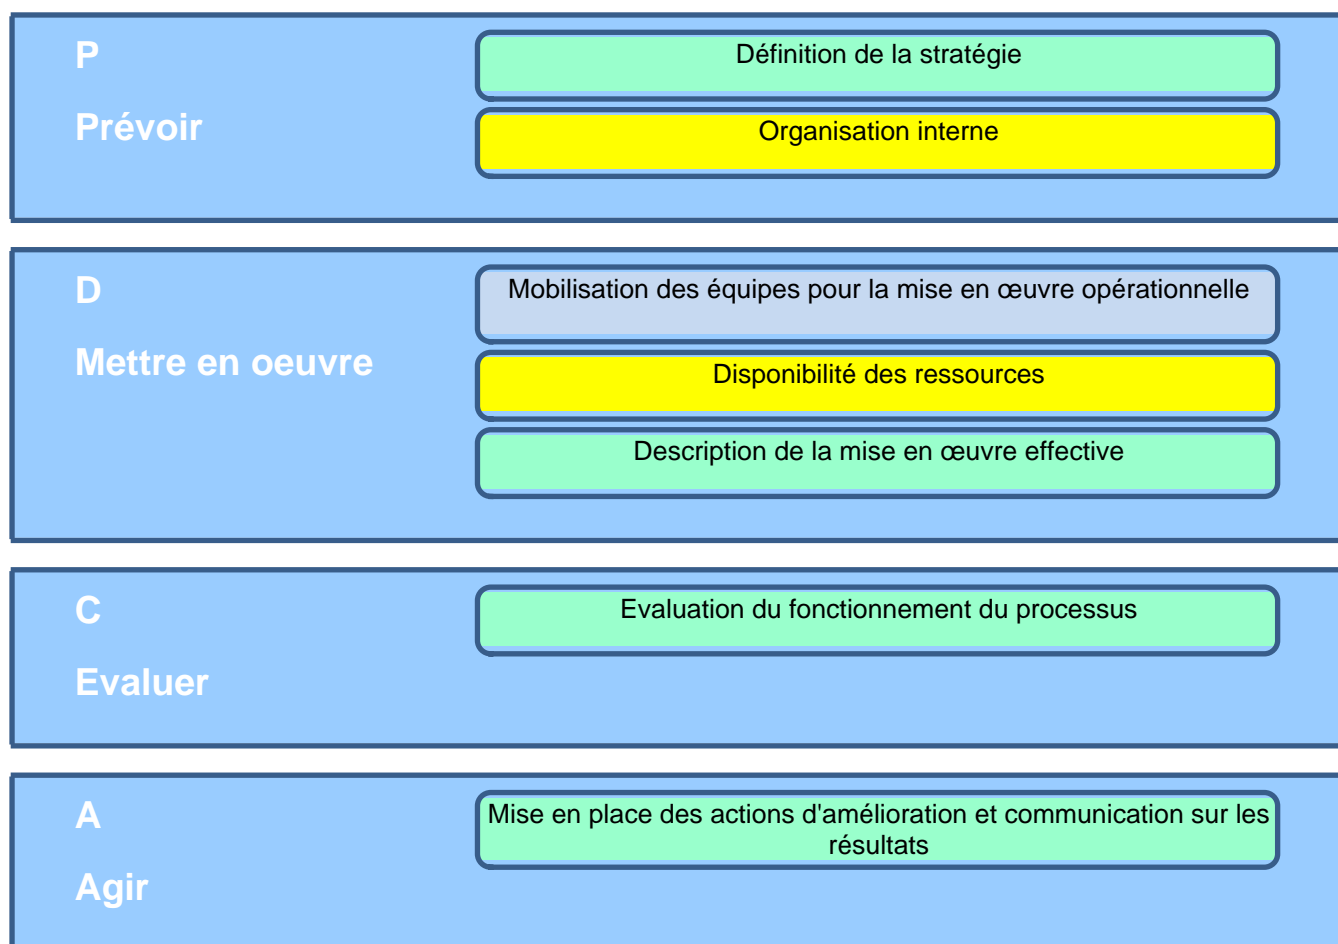 P
Prévoir
Définition de la stratégie
Organisation interne
D
Mettre en oeuvre
Mobilisation des équipes pour la mise en œuvre opérationnelle
Disponibilité des ressources
Description de la mise en œuvre effective
C
Evaluer
Evaluation du fonctionnement du processus
A
Agir
Mise en place des actions d'amélioration et communication sur les
résultats